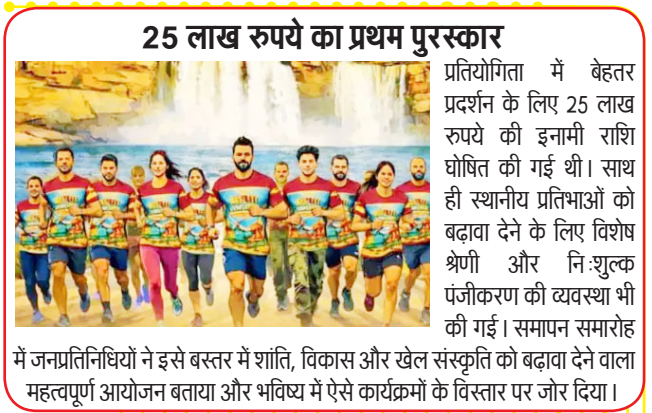 25 लाख रुपये का प्रथम पुरस्कार
प्रतियोगिता में बेहतर
प्रदर्शन के लिए 25 लाख
रुपये की इनामी राशि
घोषित की गई थी। साथ
ही स्थानीय प्रतिभाओं को
बढ़ावा देने के लिए विशेष
श्रेणी और निःशुल्क
पंजीकरण की व्यवस्था भी
की गई। समापन समारोह
में जनप्रतिनिधियों ने इसे बस्तर में शांति, विकास और खेल संस्कृति को बढ़ावा देने वाला
महत्वपूर्ण आयोजन बताया और भविष्य में ऐसे कार्यक्रमों के विस्तार पर जोर दिया।